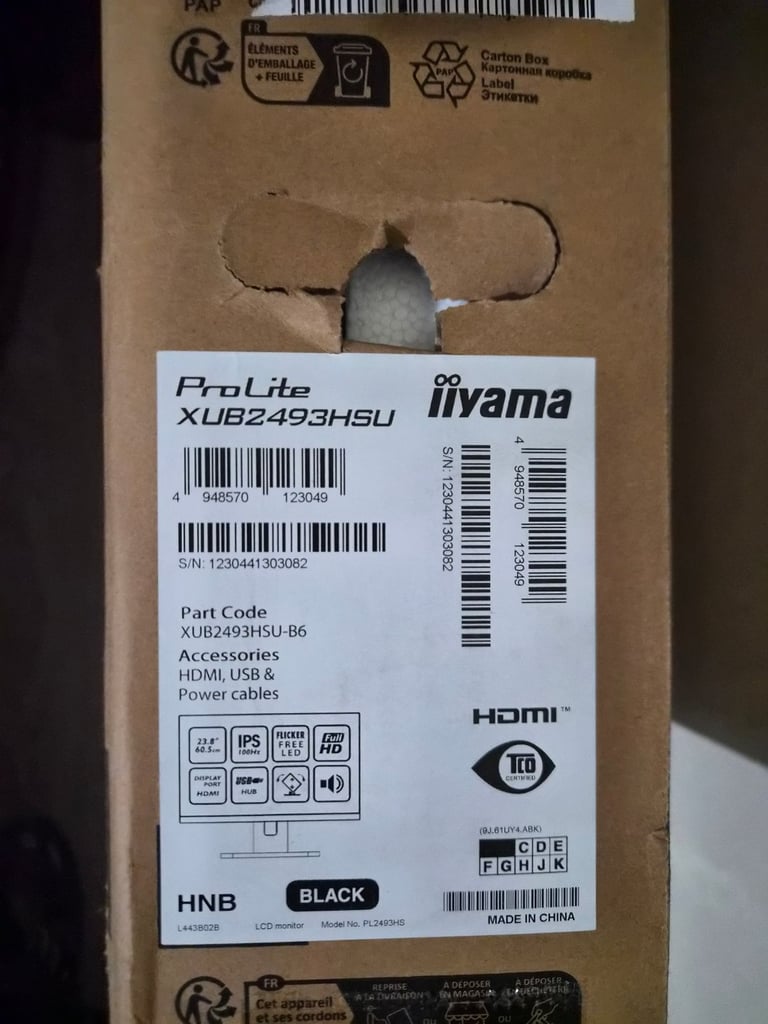 PAP
FR
ÉLÉMENTS
D'EMBALLAGE
+ FEUILLE
PAP
Carton Box
Картонная коробка
Label
Этикетки
ProLite
XUB2493HSU
iiyama
4 948570 123049
S/N: 1230441303082
S/N: 1230441303082
4 948570 123049
Part Code
XUB2493HSU-B6
Accessories
HDMI, USB &
Power cables
23.8"
60.5cm
IPS
100Hz
FLICKER
FREE
LED
Full
HD
DISPLAY
PORT
HDMI
USB
HUB
HDMI™
TCO
CERTIFIED
(9J.61UY4.ABK)
C D E
F G H J K
HNB
BLACK
L443B02B
LCD monitor
Model No. PL2493HS
MADE IN CHINA
FR
Cet appareil
et ses cordons
REPRISE
À LA LIVRAISON
OU
À DÉPOSER
EN MAGASIN
OU
À DÉPOSER